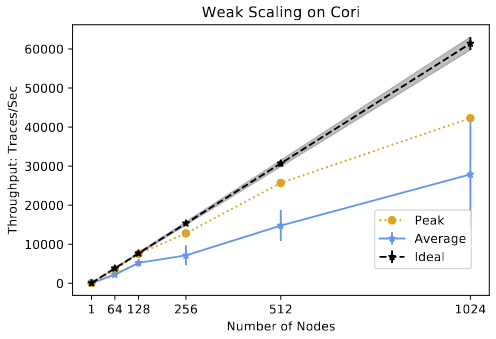 Weak Scaling on Cori
Throughput: Traces/Sec
60000
50000
40000
30000
20000
10000
0
Peak
Average
Ideal
1 64 128 256 512 1024
Number of Nodes